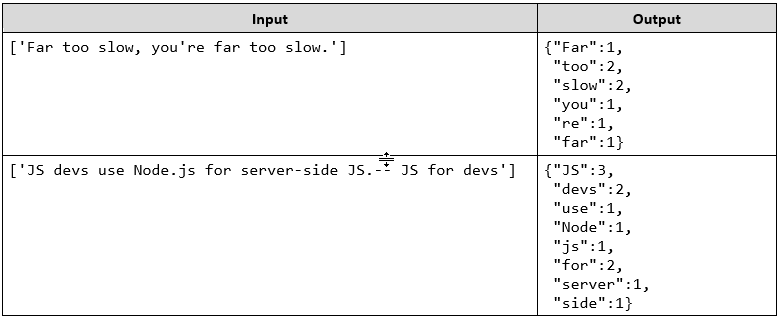 Input Output
['Far too slow, you're far too slow.'] {"Far":1,
"too":2,
"slow":2,
"you":1,
"re":1,
"far":1}
['JS devs use Node.js for server-side JS.-- JS for devs'] {"JS":3,
"devs":2,
"use":1,
"Node":1,
"js":1,
"for":2,
"server":1,
"side":1}